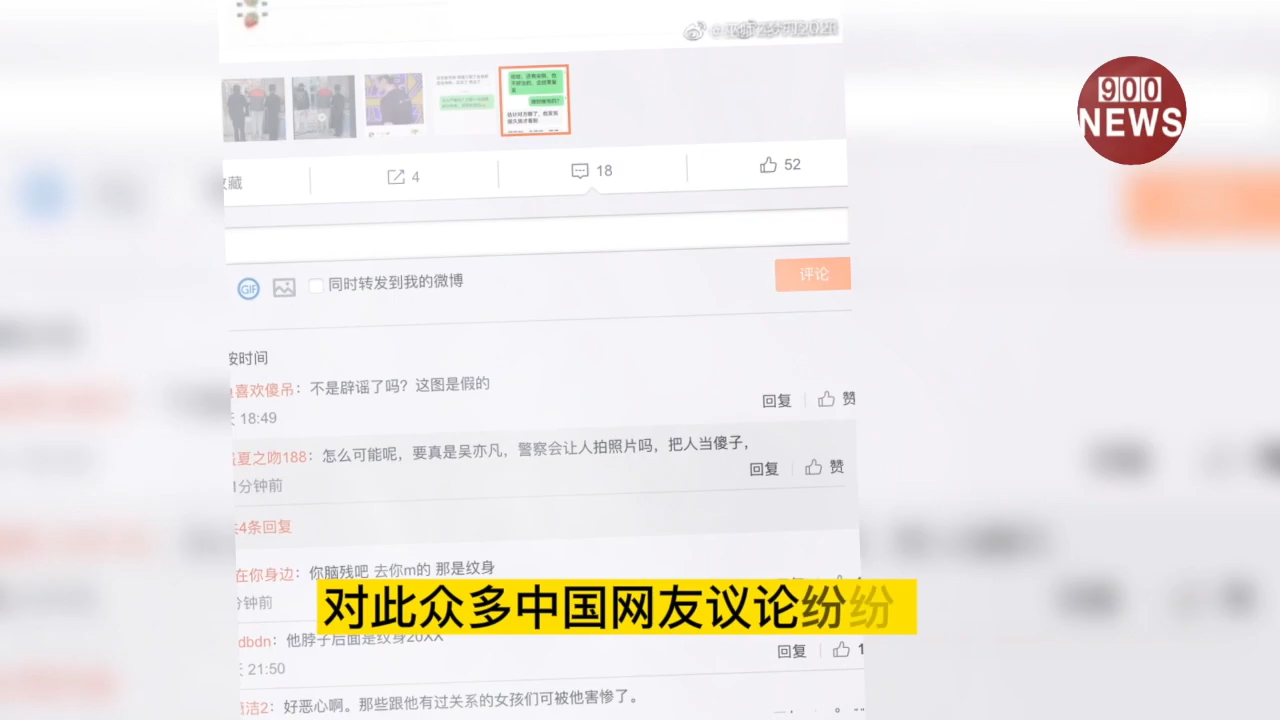 900
NEWS
收藏
4
18
52
GIF
同时转发到我的微博
评论
按时间
喜欢傻吊：不是辟谣了吗？这图是假的
18:49
回复
赞
夏之吻188：怎么可能呢，要真是吴亦凡，警察会让人拍照片吗，把人当傻子，
1分钟前
回复
赞
共4条回复
在你身边：你脑残吧 去你m的 那是纹身
分钟前
对此众多中国网友议论纷纷
dbdn：他脖子后面是纹身20XX
21:50
回复
1
洁2：好恶心啊。那些跟他有过关系的女孩们可被他害惨了。